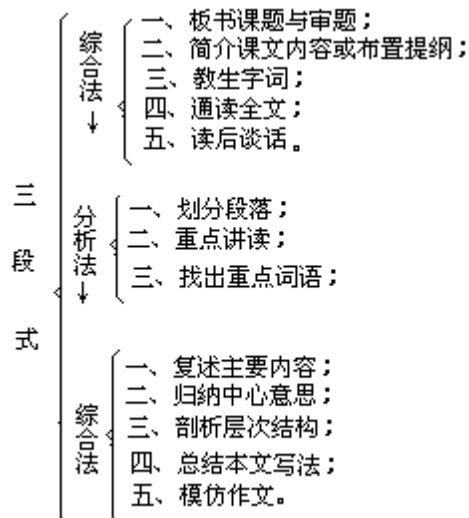 三段式
综合法
↓
一、板书课题与审题；
二、简介课文内容或布置提纲；
三、教生字词；
四、通读全文；
五、读后谈话。
分析法
↓
一、划分段落；
二、重点讲读；
三、找出重点词语；
综合法
一、复述主要内容；
二、归纳中心意思；
三、剖析层次结构；
四、总结本文写法；
五、模仿作文。